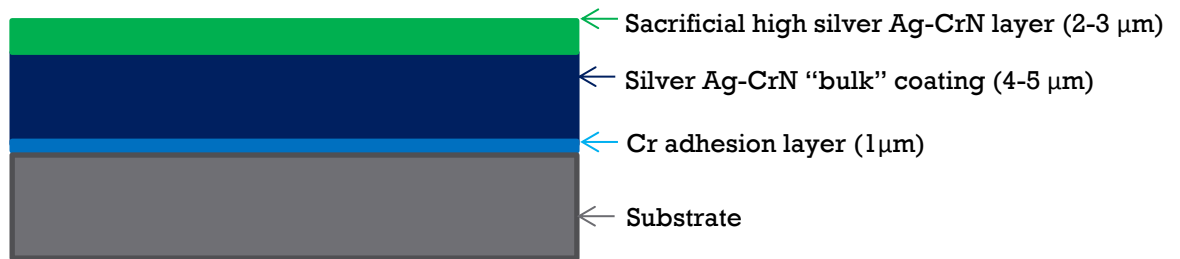 Sacrificial high silver Ag-CrN layer (2-3 μm)
Silver Ag-CrN “bulk” coating (4-5 μm)
Cr adhesion layer (1μm)
Substrate